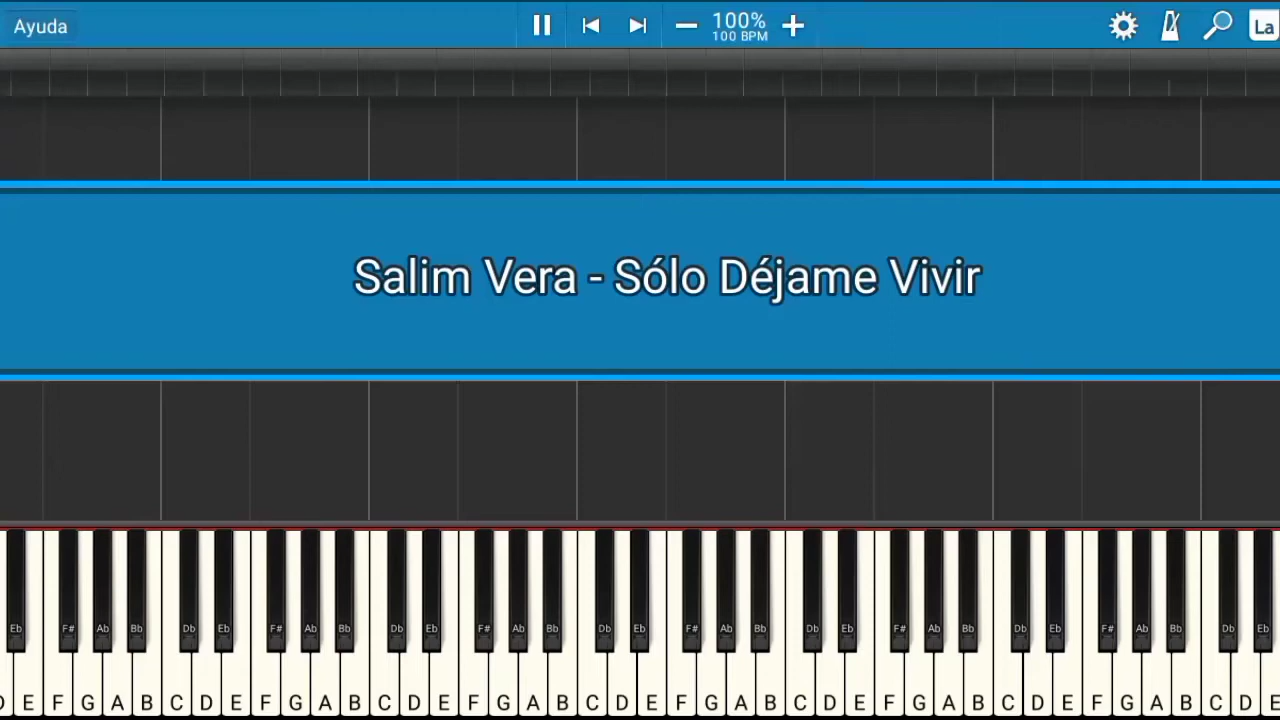 Ayuda
100%
100 BPM
La
Salim Vera - Sólo Déjame Vivir
Eb F# Ab Bb Db Eb F# Ab Bb Db Eb F# Ab Bb Db Eb F# Ab Bb Db Eb F# Ab Bb Db Eb F# Ab Bb Db Eb
D E F G A B C D E F G A B C D E F G A B C D E F G A B C D E F G A B C D E F G A B C D E